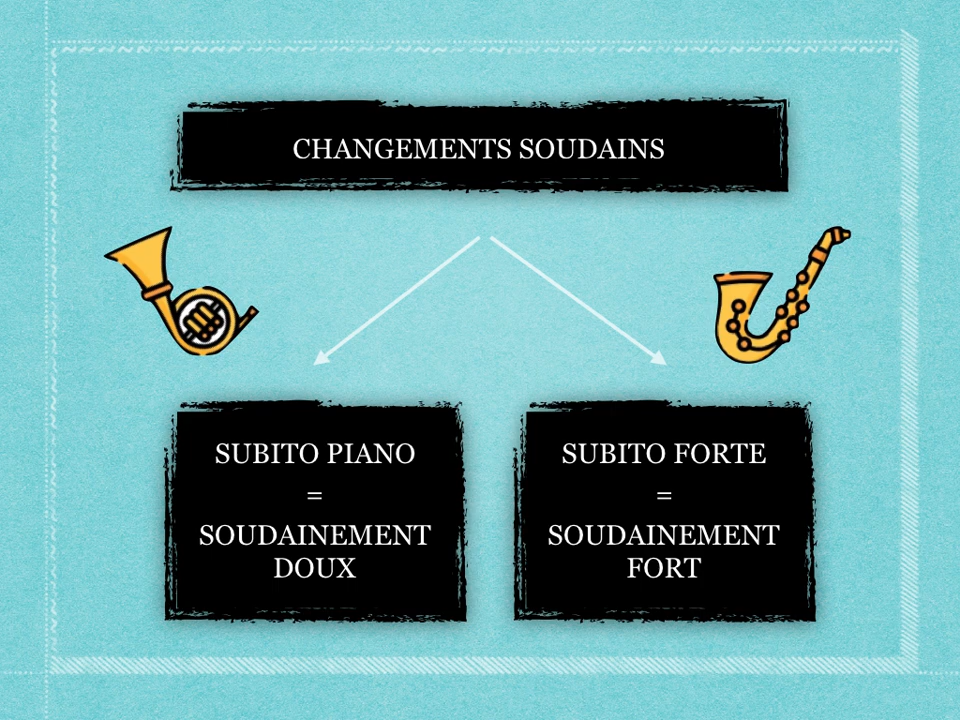 CHANGEMENTS SOUDAINS
SUBITO PIANO
=
SOUDAINEMENT
DOUX
SUBITO FORTE
=
SOUDAINEMENT
FORT